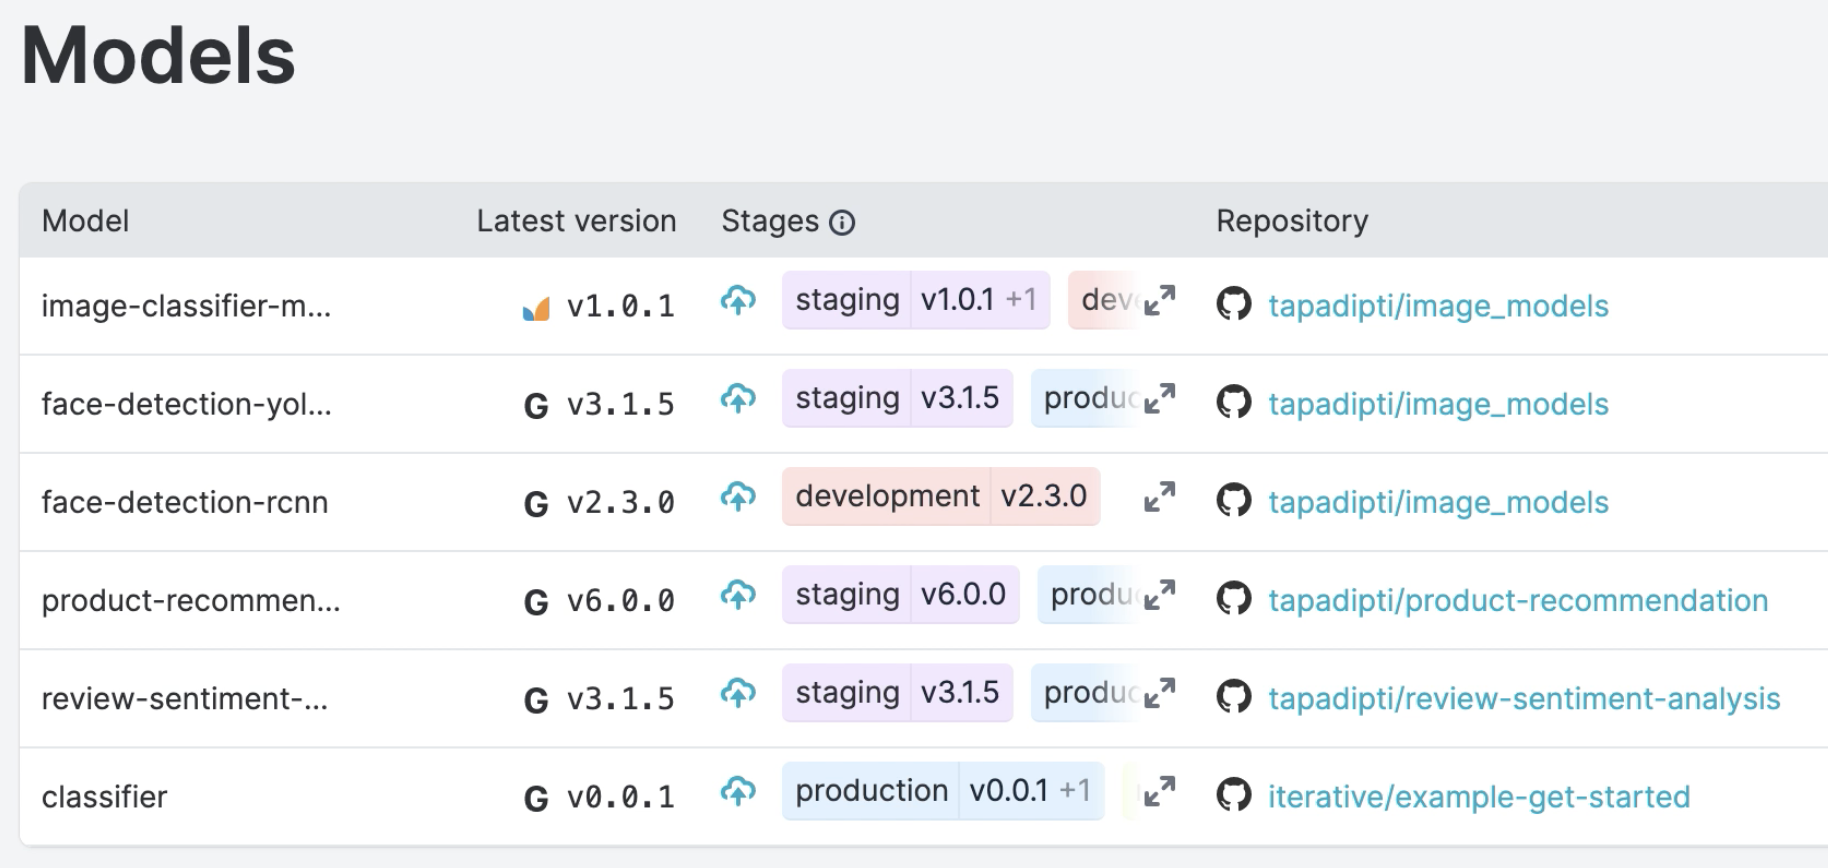 Models
Model Latest version Stages Repository
image-classifier-m... v1.0.1 staging v1.0.1 +1 deve tapadipti/image_models
face-detection-yol... G v3.1.5 staging v3.1.5 produc tapadipti/image_models
face-detection-rcnn G v2.3.0 development v2.3.0 tapadipti/image_models
product-recommen... G v6.0.0 staging v6.0.0 produ tapadipti/product-recommendation
review-sentiment-... G v3.1.5 staging v3.1.5 produc tapadipti/review-sentiment-analysis
classifier G v0.0.1 production v0.0.1 +1 iterative/example-get-started